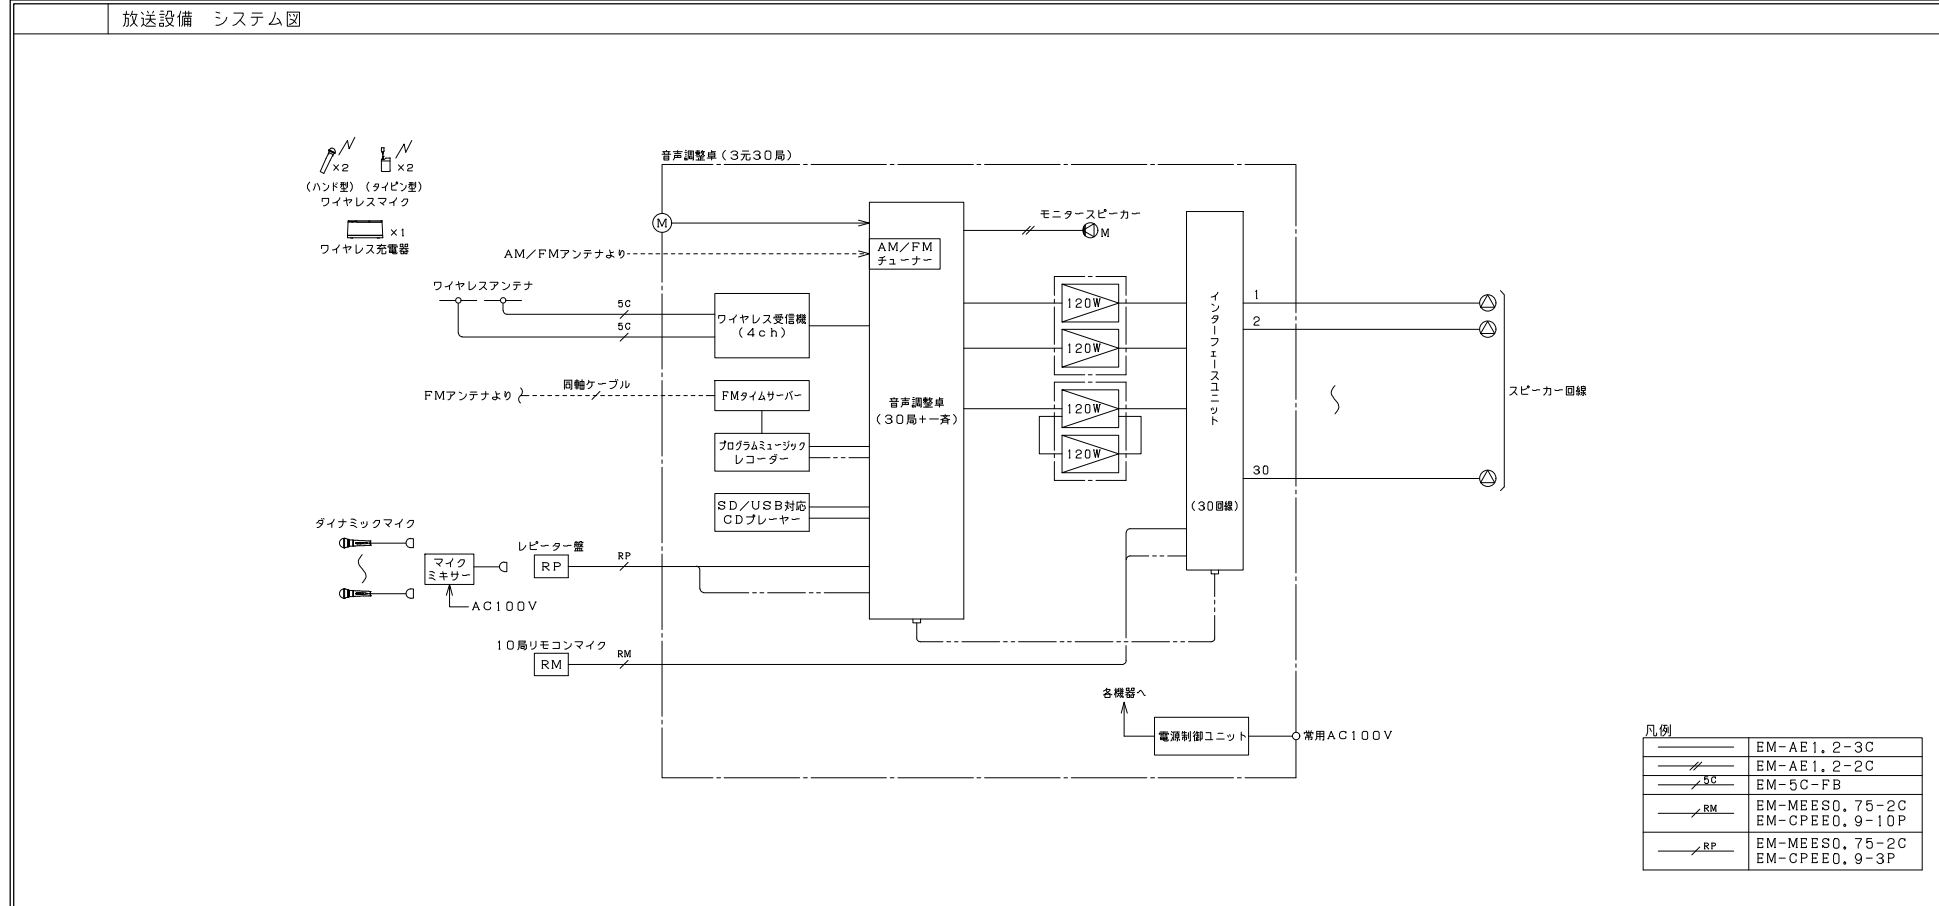 放送設備　システム図
×2
×2
(ハンド型)
(タイピン型)
ワイヤレスマイク
×1
ワイヤレス充電器
音声調整卓(3元30局)
M
AM/FMアンテナより
AM/FM
チューナー
モニタースピーカー
M
ワイヤレスアンテナ
5C
5C
ワイヤレス受信機
(4ch)
FMアンテナより
同軸ケーブル
FMタイムサーバー
プログラムミュージック
レコーダー
SD/USB対応
CDプレーヤー
音声調整卓
(30局+一斉)
120W
120W
120W
120W
インターフェースユニット
(30回線)
1
2
30
スピーカー回線
ダイナミックマイク
マイク
ミキサー
AC100V
レピーター盤
RP
RP
10局リモコンマイク
RM
RM
各機器へ
電源制御ユニット
常用AC100V
凡例
EM-AE1.2-3C
EM-AE1.2-2C
5C
EM-5C-FB
RM
EM-MEES0.75-2C
EM-CPEE0.9-10P
RP
EM-MEES0.75-2C
EM-CPEE0.9-3P